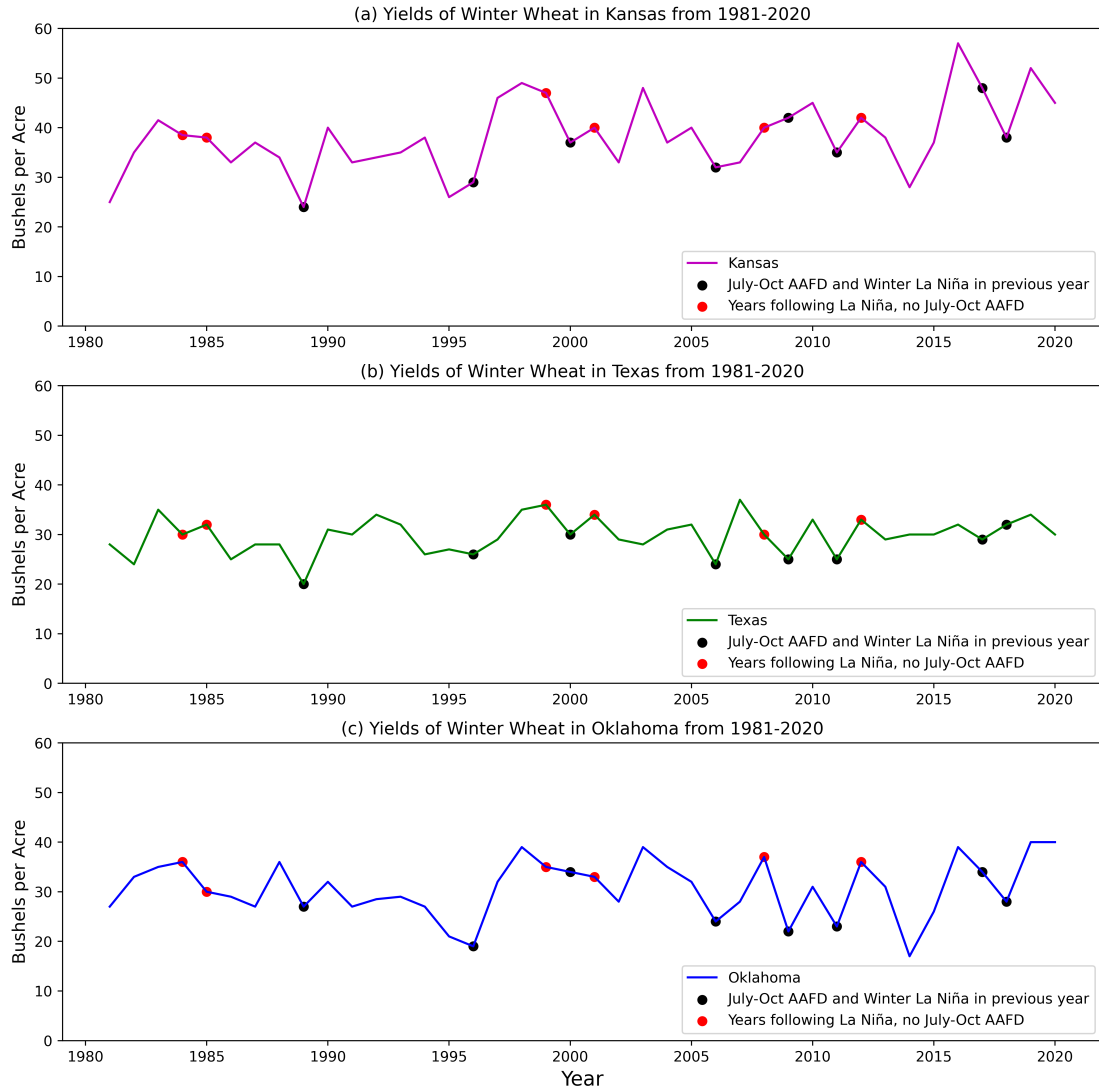 (a) Yields of Winter Wheat in Kansas from 1981-2020
60
50
40
30
20
10
0
Bushels per Acre
Kansas
July-Oct AAFD and Winter La Niña in previous year
Years following La Niña, no July-Oct AAFD
1980 1985 1990 1995 2000 2005 2010 2015 2020
(b) Yields of Winter Wheat in Texas from 1981-2020
60
50
40
30
20
10
0
Bushels per Acre
Texas
July-Oct AAFD and Winter La Niña in previous year
Years following La Niña, no July-Oct AAFD
1980 1985 1990 1995 2000 2005 2010 2015 2020
(c) Yields of Winter Wheat in Oklahoma from 1981-2020
60
50
40
30
20
10
0
Bushels per Acre
Oklahoma
July-Oct AAFD and Winter La Niña in previous year
Years following La Niña, no July-Oct AAFD
1980 1985 1990 1995 2000 2005 2010 2015 2020
Year